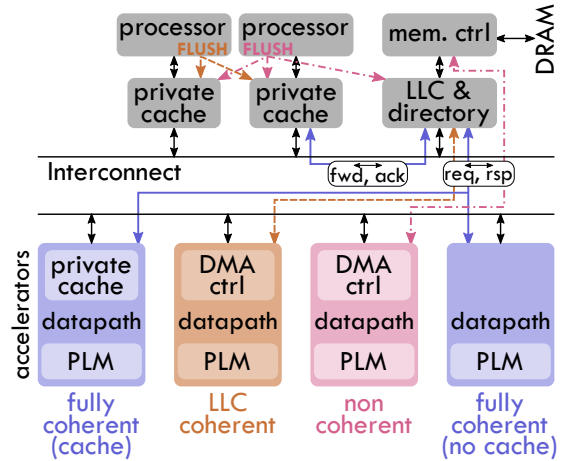 processor
processor
mem. ctrl
DRAM
FLUSH
FLUSH
private
cache
private
cache
LLC &
directory
Interconnect
fwd, ack
req, rsp
accelerators
private
cache
datapath
PLM
DMA
ctrl
datapath
PLM
DMA
ctrl
datapath
PLM
datapath
PLM
fully
coherent
(cache)
LLC
coherent
non
coherent
fully
coherent
(no cache)